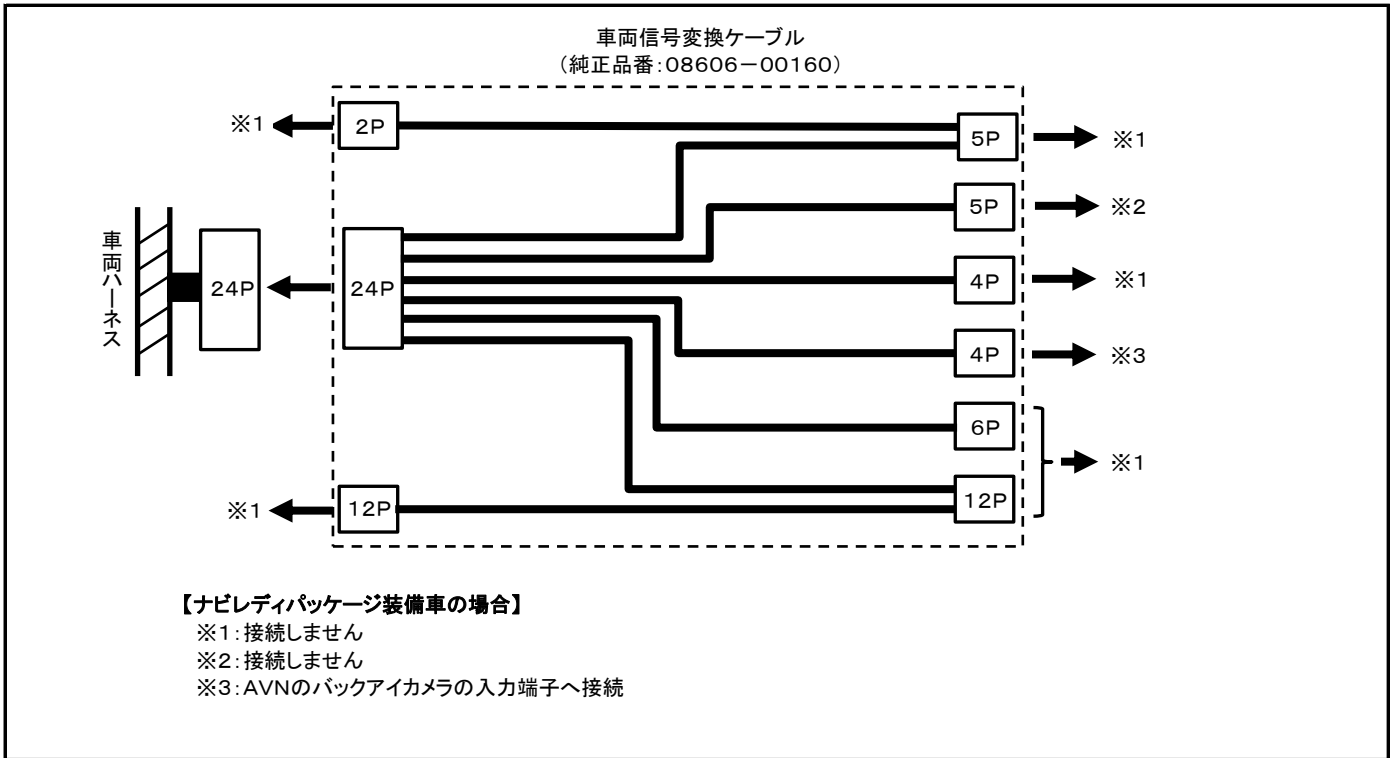 車両信号変換ケーブル
(純正品番:08606-00160)
※1
2P
5P
※1
5P
※2
車両ハーネス
24P
24P
4P
※1
4P
※3
6P
※1
※1
12P
12P
【ナビレディパッケージ装備車の場合】
※1:接続しません
※2:接続しません
※3:AVNのバックアイカメラの入力端子へ接続